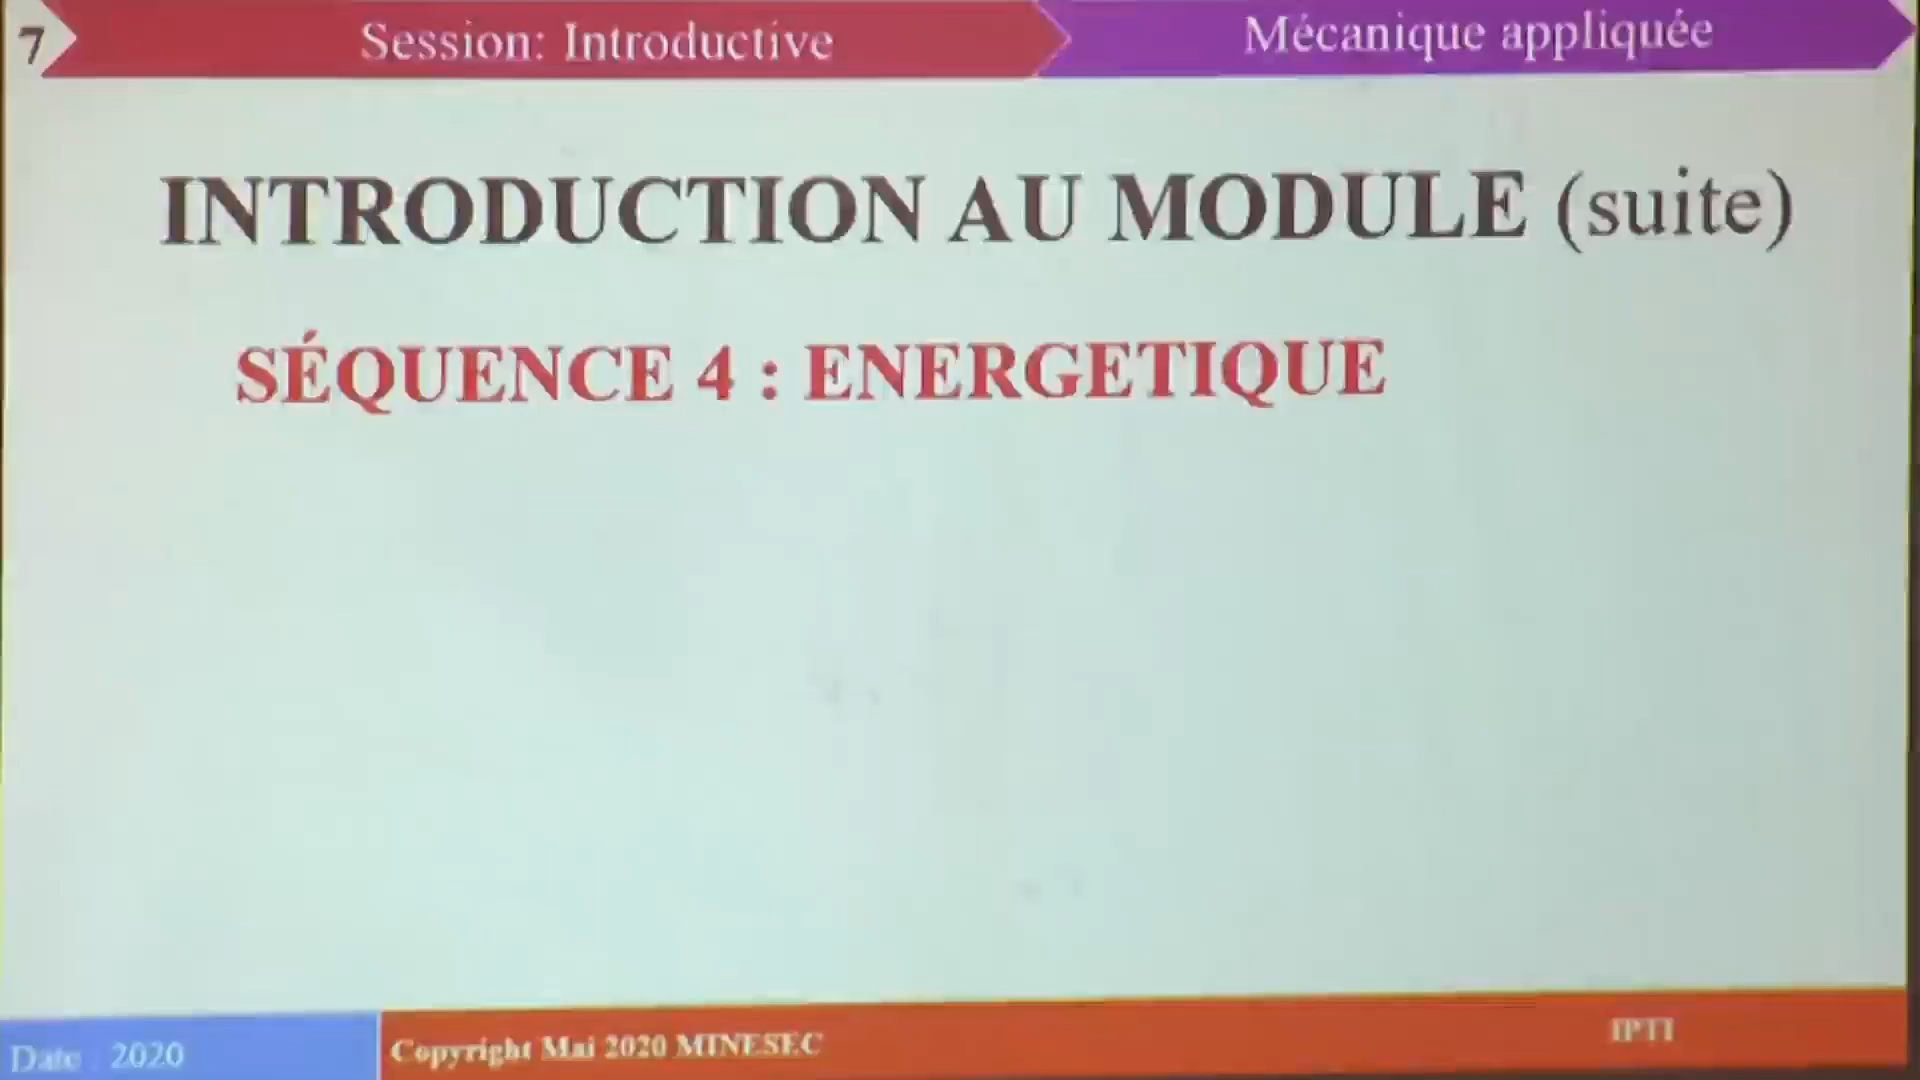 7
Session: Introductive
Mécanique appliquée
INTRODUCTION AU MODULE (suite)
SÉQUENCE 4 : ENERGETIQUE
Date : 2020
Copyright Mai 2020 MINESEC
IPTI